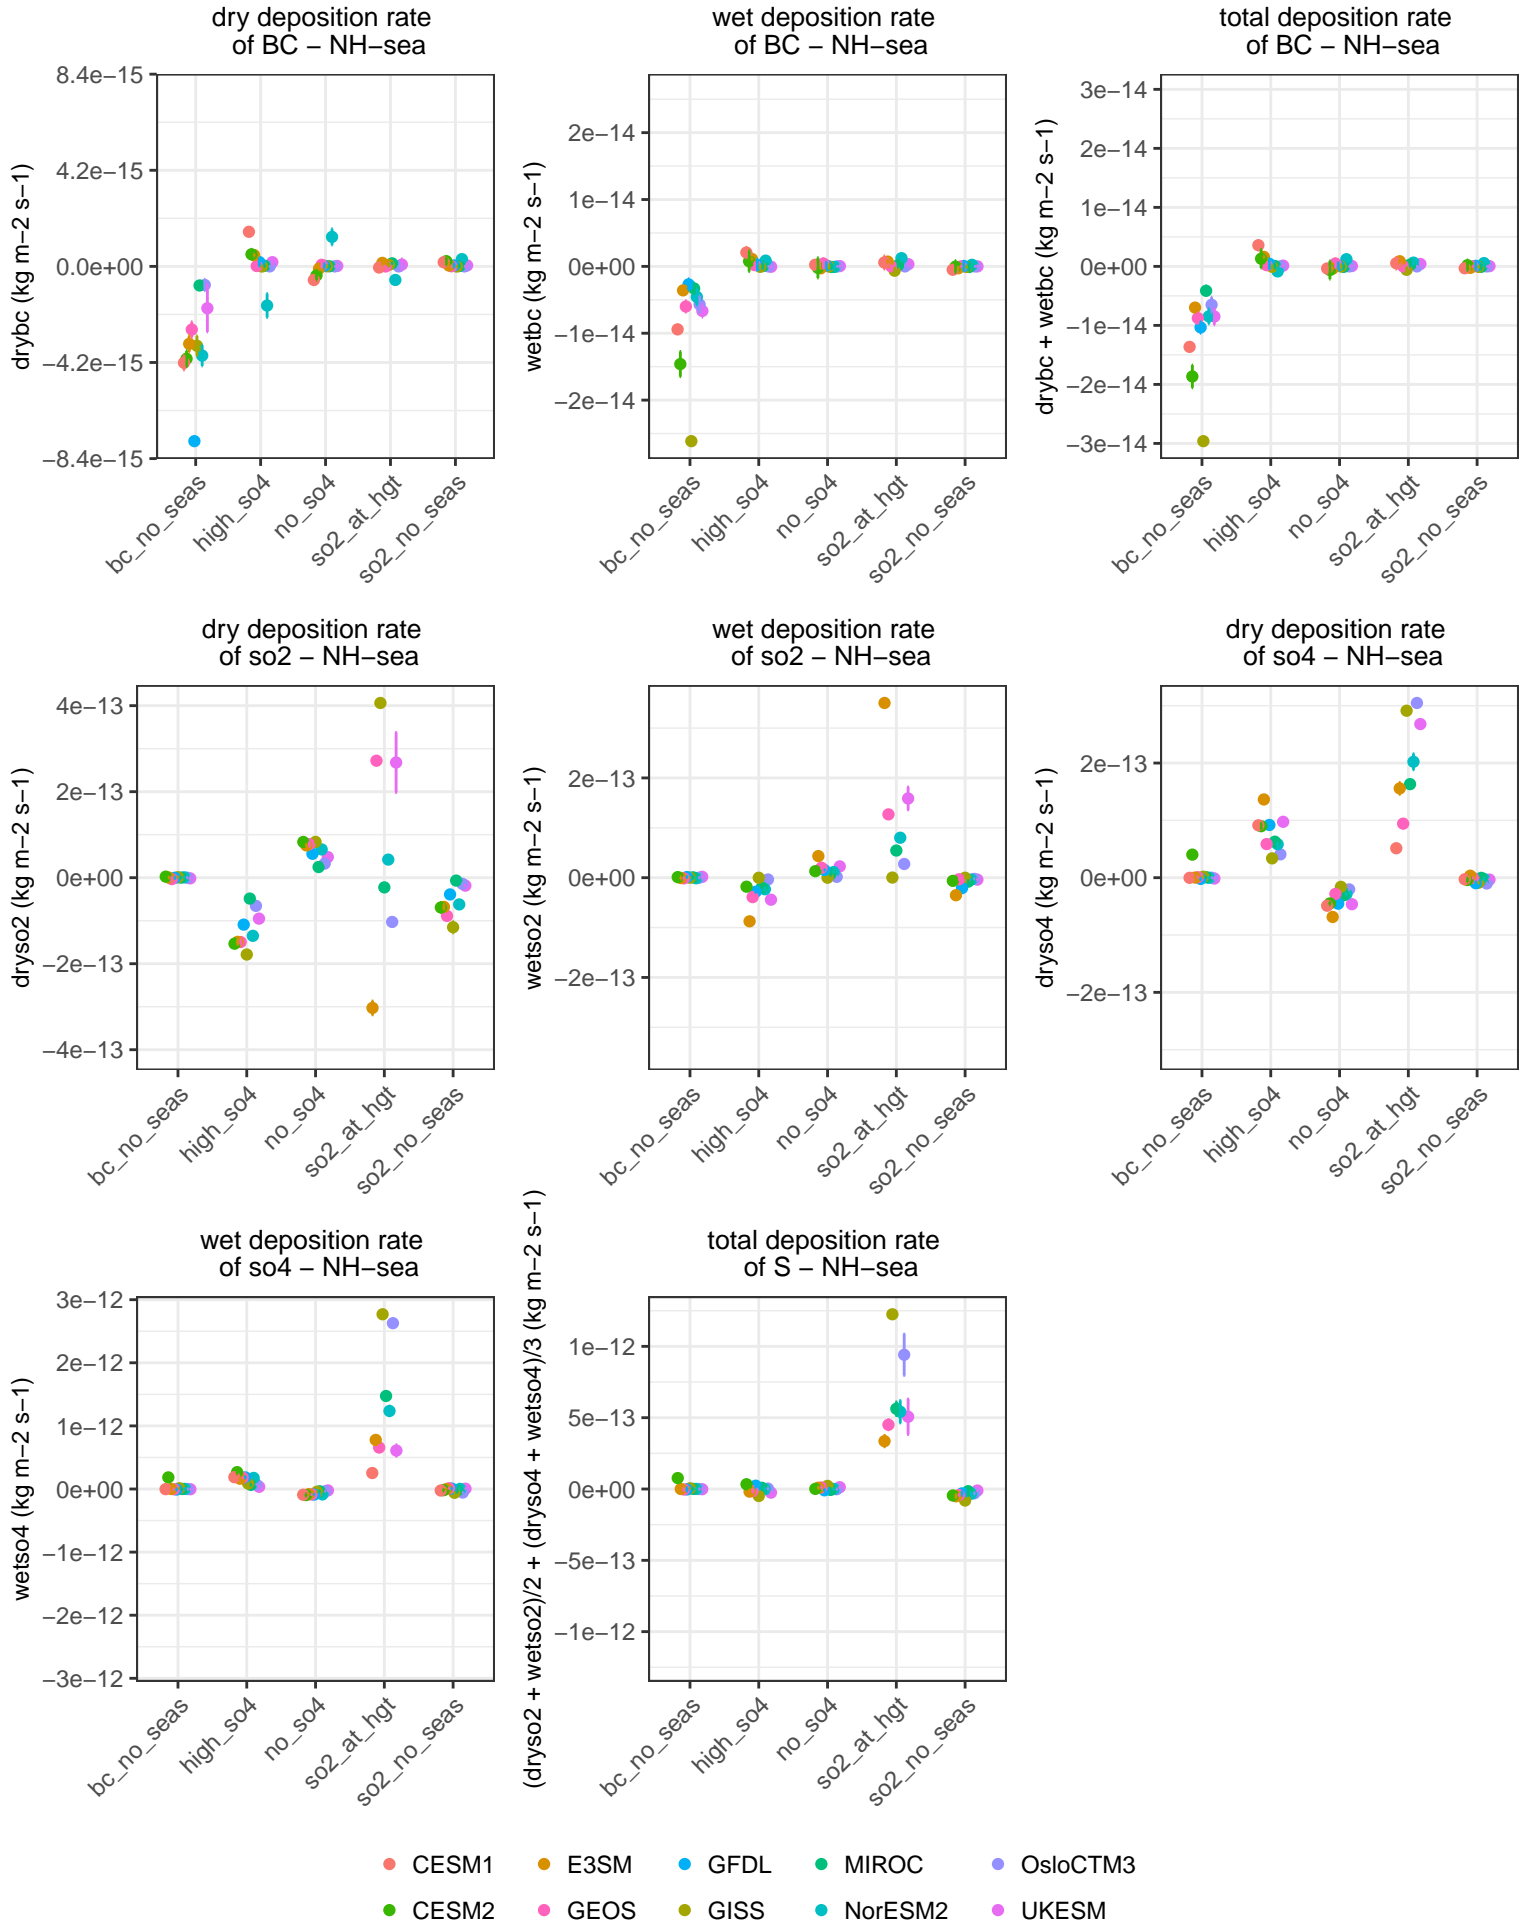 dry deposition rate
of BC − NH−sea
drybc (kg m−2 s−1)
8.4e−15
4.2e−15
0.0e+00
−4.2e−15
−8.4e−15
bc_no_seas
high_so4
no_so4
so2_at_hgt
so2_no_seas
wet deposition rate
of BC − NH−sea
wetbc (kg m−2 s−1)
2e−14
1e−14
0e+00
−1e−14
−2e−14
bc_no_seas
high_so4
no_so4
so2_at_hgt
so2_no_seas
total deposition rate
of BC − NH−sea
drybc + wetbc (kg m−2 s−1)
3e−14
2e−14
1e−14
0e+00
−1e−14
−2e−14
−3e−14
bc_no_seas
high_so4
no_so4
so2_at_hgt
so2_no_seas
dry deposition rate
of so2 − NH−sea
dryso2 (kg m−2 s−1)
4e−13
2e−13
0e+00
−2e−13
−4e−13
bc_no_seas
high_so4
no_so4
so2_at_hgt
so2_no_seas
wet deposition rate
of so2 − NH−sea
wetso2 (kg m−2 s−1)
2e−13
0e+00
−2e−13
bc_no_seas
high_so4
no_so4
so2_at_hgt
so2_no_seas
dry deposition rate
of so4 − NH−sea
dryso4 (kg m−2 s−1)
2e−13
0e+00
−2e−13
bc_no_seas
high_so4
no_so4
so2_at_hgt
so2_no_seas
wet deposition rate
of so4 − NH−sea
wetso4 (kg m−2 s−1)
3e−12
2e−12
1e−12
0e+00
−1e−12
−2e−12
−3e−12
bc_no_seas
high_so4
no_so4
so2_at_hgt
so2_no_seas
total deposition rate
of S − NH−sea
(dryso2 + wetso2)/2 + (dryso4 + wetso4)/3 (kg m−2 s−1)
1e−12
5e−13
0e+00
−5e−13
−1e−12
bc_no_seas
high_so4
no_so4
so2_at_hgt
so2_no_seas
CESM1 E3SM GFDL MIROC OsloCTM3
CESM2 GEOS GISS NorESM2 UKESM